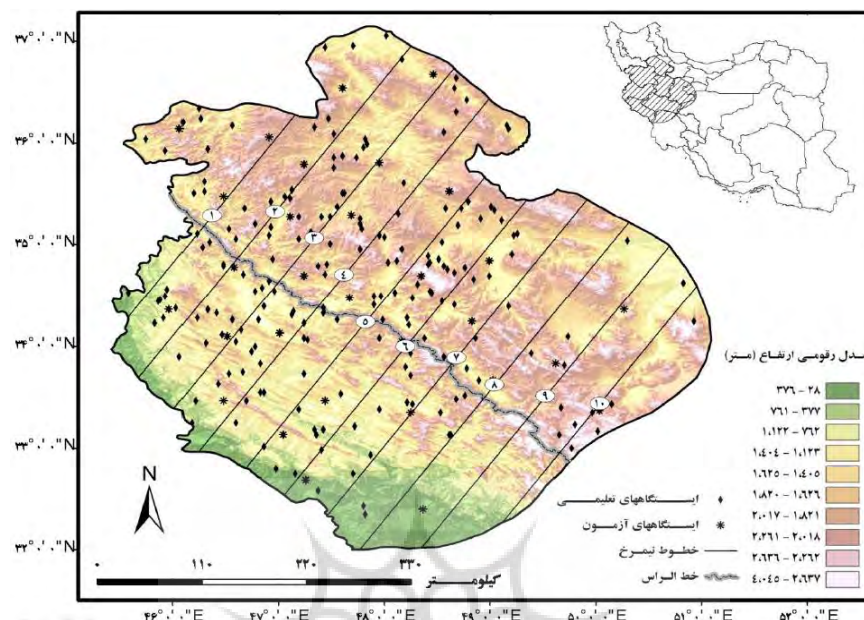 ۳۷°۰'۰"N
۳۶°۰'۰"N
۳۵°۰'۰"N
۳۴°۰'۰"N
۳۳°۰'۰"N
۳۲°۰'۰"N
۱
۲
۳
۴
۵
۶
۷
۸
۹
۱۰
مدل رقومی ارتفاع (متر)
۳۷۶ - ۲۸
۷۶۱ - ۳۷۷
۱،۱۲۲ - ۷۶۲
۱،۴۰۴ - ۱،۱۲۳
۱،۶۲۵ - ۱،۴۰۵
۱،۸۲۰ - ۱،۶۲۶
۲،۰۱۷ - ۱،۸۲۱
۲،۲۶۱ - ۲،۰۱۸
۲،۶۳۶ - ۲،۲۶۲
۴،۰۴۵ - ۲،۶۳۷
ایستگاههای تعلیمی
ایستگاههای آزمون
خطوط نیمرخ
خط الراس
N
۰ ۱۱۰ ۲۲۰ ۳۳۰
کیلومتر
۴۶°۰'۰"E ۴۷°۰'۰"E ۴۸°۰'۰"E ۴۹°۰'۰"E ۵۰°۰'۰"E ۵۱°۰'۰"E ۵۲°۰'۰"E